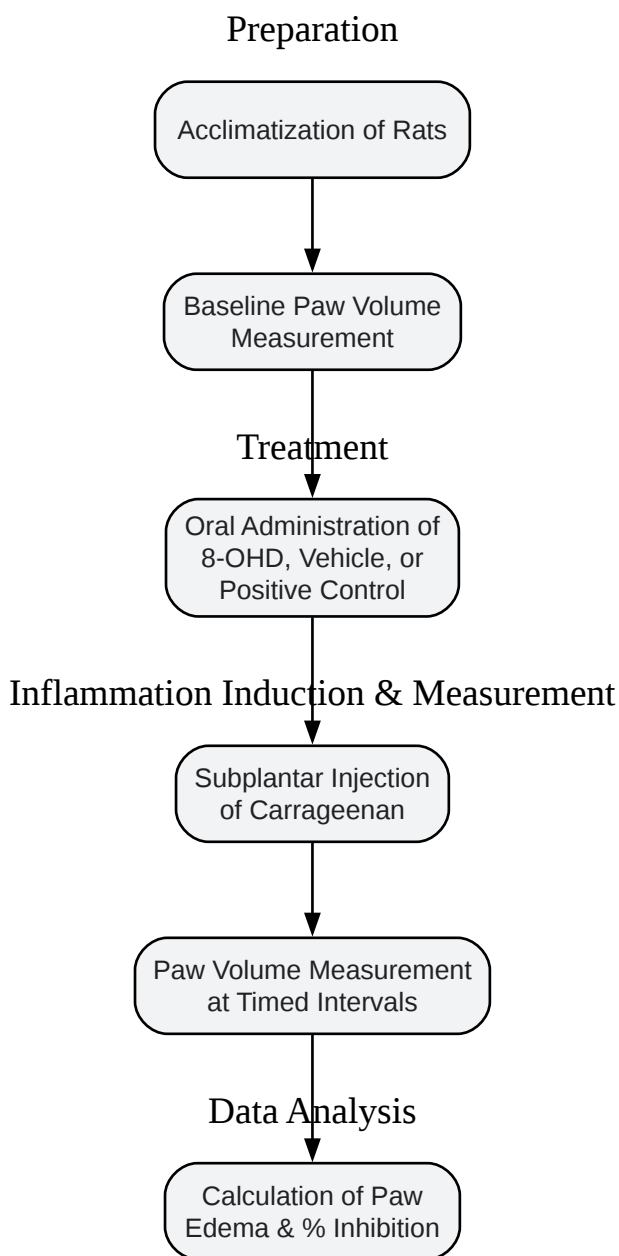 Preparation
Acclimatization of Rats
Baseline Paw Volume
Measurement
Treatment
Oral Administration of
8-OHD, Vehicle, or
Positive Control
Inflammation Induction & Measurement
Subplantar Injection
of Carrageenan
Paw Volume Measurement
at Timed Intervals
Data Analysis
Calculation of Paw
Edema & % Inhibition